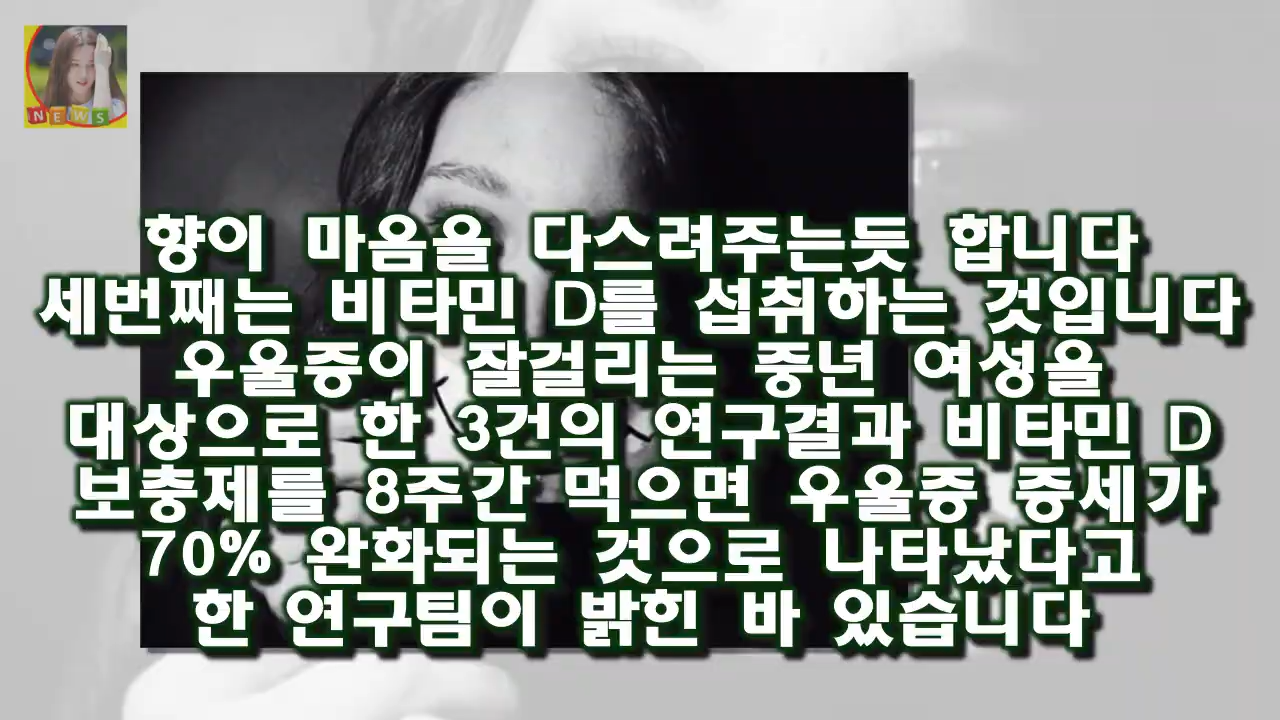 NEWS
향이 마음을 다스려주는듯 합니다
세번째는 비타민 D를 섭취하는 것입니다
우울증이 잘걸리는 중년 여성을
대상으로 한 3건의 연구결과 비타민 D
보충제를 8주간 먹으면 우울증 증세가
70% 완화되는 것으로 나타났다고
한 연구팀이 밝힌 바 있습니다